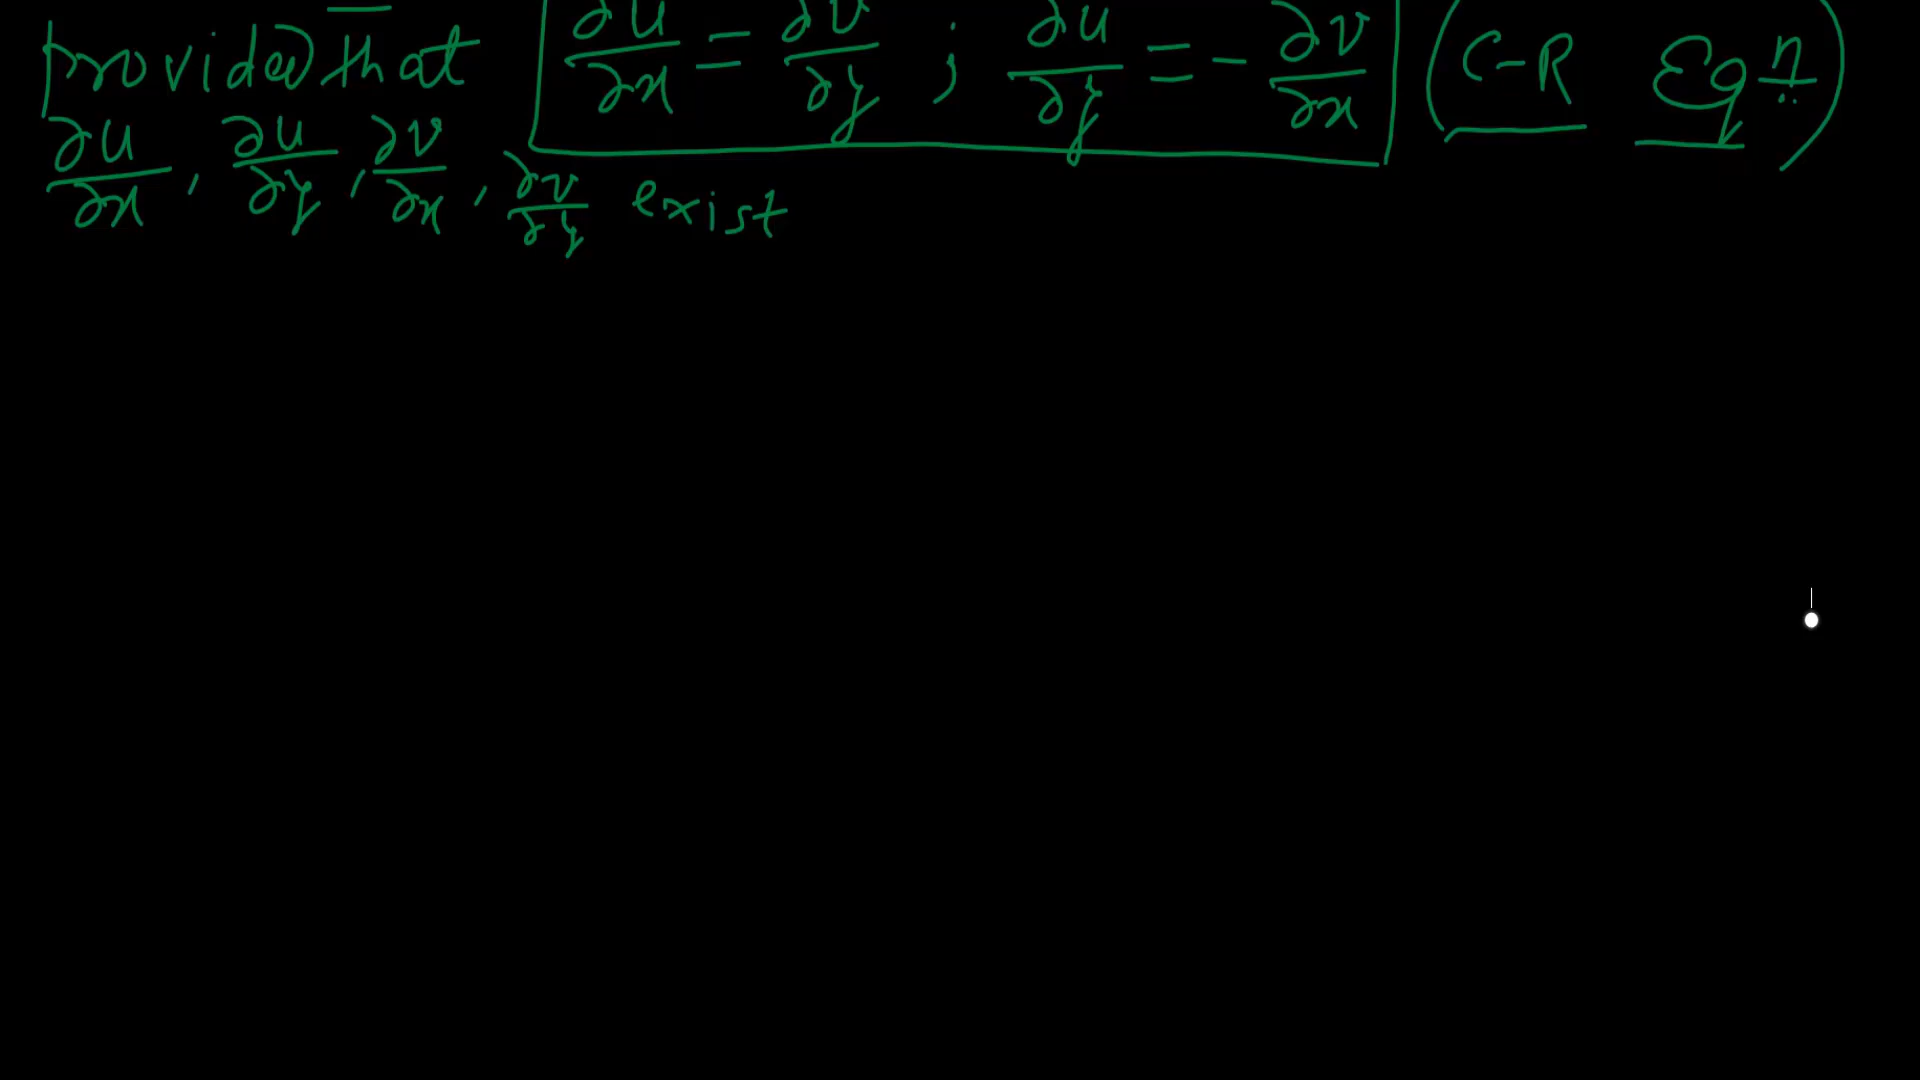 provided that ∂u/∂x = ∂v/∂y ; ∂u/∂y = - ∂v/∂x (C-R Eqn)
∂u/∂x, ∂u/∂y, ∂v/∂x, ∂v/∂y exist